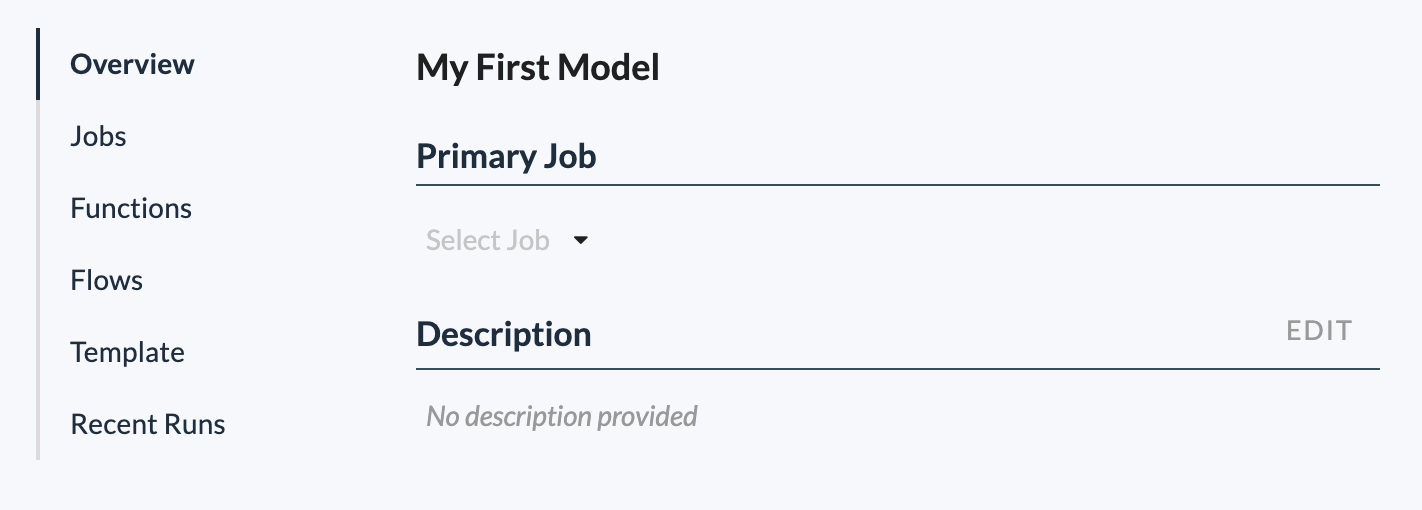 Overview
Jobs
Functions
Flows
Template
Recent Runs
My First Model
Primary Job
Select Job
Description
EDIT
No description provided